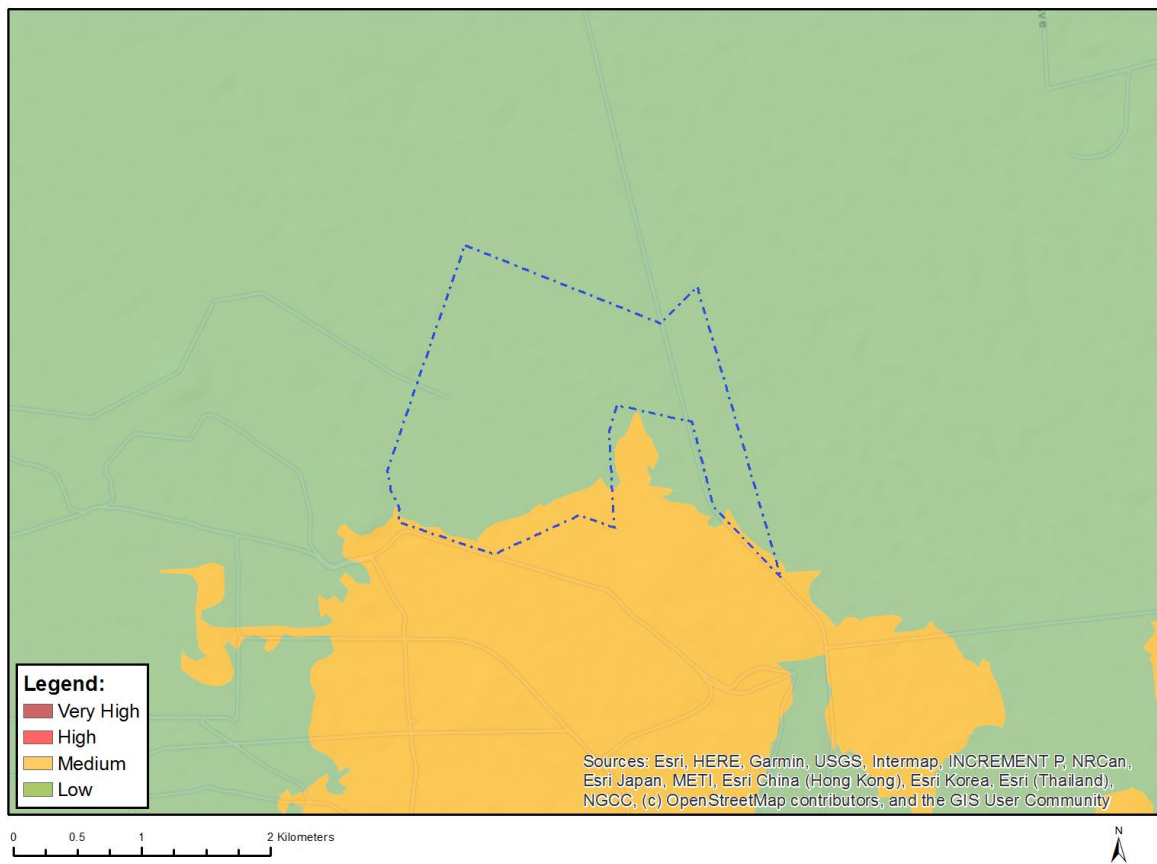 ve
Legend:
Very High
High
Medium
Low
Sources: Esri, HERE, Garmin, USGS, Intermap, INCREMENT P, NRCan,
Esri Japan, METI, Esri China (Hong Kong), Esri Korea, Esri (Thailand),
NGCC, (c) OpenStreetMap contributors, and the GIS User Community
0 0.5 1 2 Kilometers
N